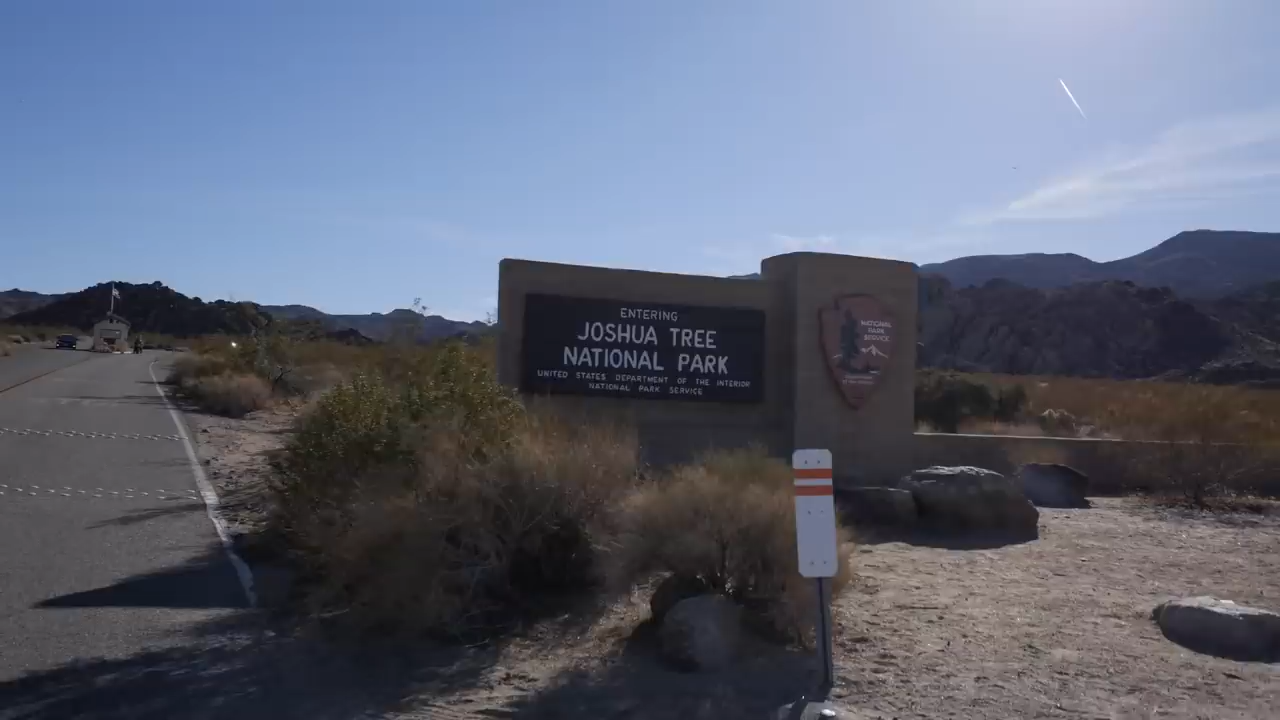 ENTERING
JOSHUA TREE
NATIONAL PARK
UNITED STATES DEPARTMENT OF THE INTERIOR
NATIONAL PARK SERVICE
NATIONAL
PARK
SERVICE